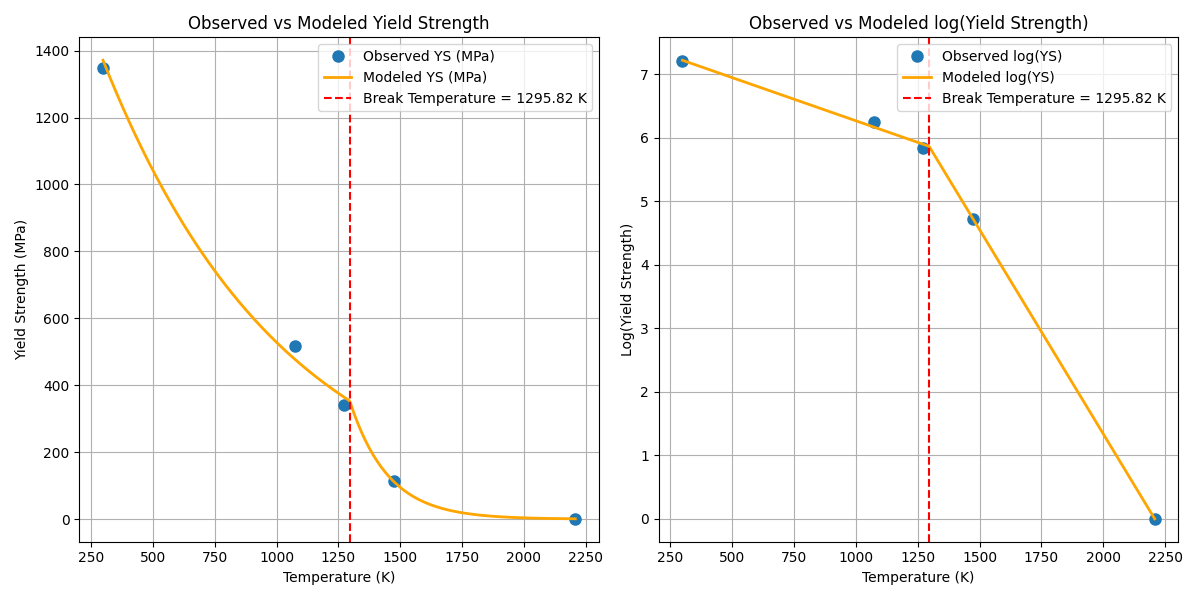 Observed vs Modeled Yield Strength
Observed YS (MPa)
Modeled YS (MPa)
Break Temperature = 1295.82 K
Yield Strength (MPa)
1400
1200
1000
800
600
400
200
0
250 500 750 1000 1250 1500 1750 2000 2250
Temperature (K)
Observed vs Modeled log(Yield Strength)
Observed log(YS)
Modeled log(YS)
Break Temperature = 1295.82 K
Log(Yield Strength)
7
6
5
4
3
2
1
0
250 500 750 1000 1250 1500 1750 2000 2250
Temperature (K)